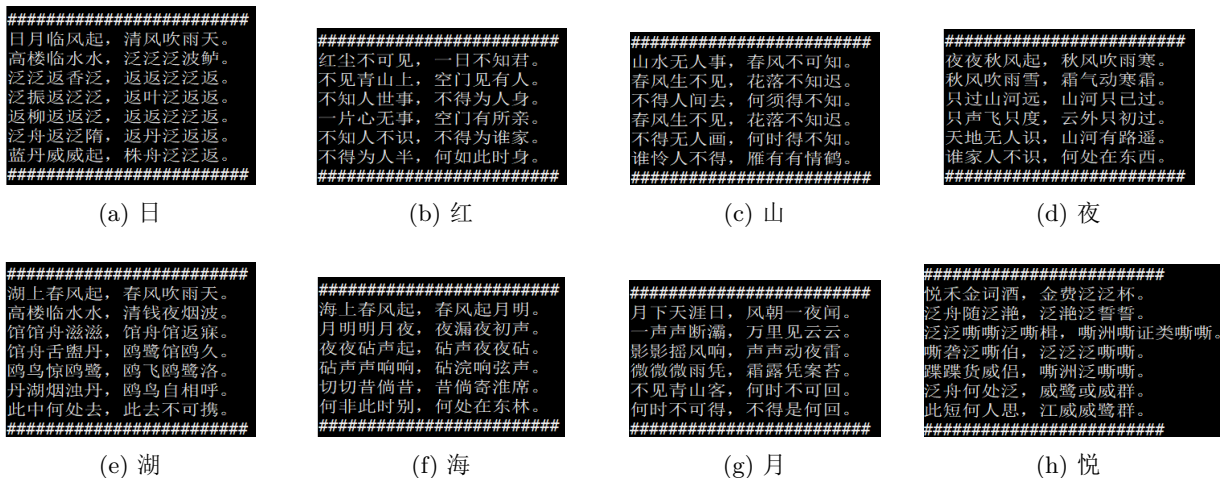 #########################
日月临风起，清风吹雨天。
高楼临水水，泛泛泛波鲈。
泛泛返香泛，返返泛泛返。
泛振返泛泛，返叶泛返返。
返柳返返泛，返返泛泛返。
泛舟返泛隋，返丹泛返返。
蓝丹威威起，株舟泛泛返。
#########################
(a) 日
#########################
红尘不可见，一日不知君。
不见青山上，空门见有人。
不知人世事，不得为人身。
一片心无事，空门有所亲。
不知人不识，不得为谁家。
不得为人半，何如此时身。
#########################
(b) 红
#########################
山水无人事，春风不可知。
春风生不见，花落不知迟。
不得人间去，何须得不知。
春风生不见，花落不知迟。
不得无人画，何时得不知。
谁怜人不得，雁有有情鹤。
#########################
(c) 山
#########################
夜夜秋风起，秋风吹雨寒。
秋风吹雨雪，霜气动寒霜。
只过山河远，山河只已过。
只声飞只度，云外只初过。
天地无人识，山河有路遥。
谁家人不识，何处在东西。
#########################
(d) 夜
#########################
湖上春风起，春风吹雨天。
高楼临水水，清钱夜烟波。
馆馆舟滋滋，馆舟馆返寐。
馆舟舌盥丹，鸥鹭馆鸥久。
鸥鸟惊鸥鹭，鸥飞鸥鹭洛。
丹湖烟浊丹，鸥鸟自相呼。
此中何处去，此去不可携。
#########################
(e) 湖
#########################
海上春风起，春风起月明。
月明明月夜，夜漏夜初声。
夜夜砧声起，砧声夜夜砧。
砧声声响响，砧浣响弦声。
切切昔倘昔，昔倘寄淮席。
何非此时别，何处在东林。
#########################
(f) 海
#########################
月下天涯日，风朝一夜闻。
一声声断灞，万里见云云。
影影摇风响，声声动夜雷。
微微微雨凭，霜露凭案苔。
不见青山客，何时不可回。
何时不可得，不得是何回。
#########################
(g) 月
#########################
悦禾金词酒，金费泛泛杯。
泛舟随泛滟，泛滟泛誓誓。
泛泛嘶嘶泛嘶楫，嘶洲嘶证类嘶嘶。
嘶砻泛嘶伯，泛泛泛嘶嘶。
蹀蹀货威侣，嘶洲泛嘶嘶。
泛舟何处泛，威鹭或威群。
此短何人思，江威威鹭群。
#########################
(h) 悦